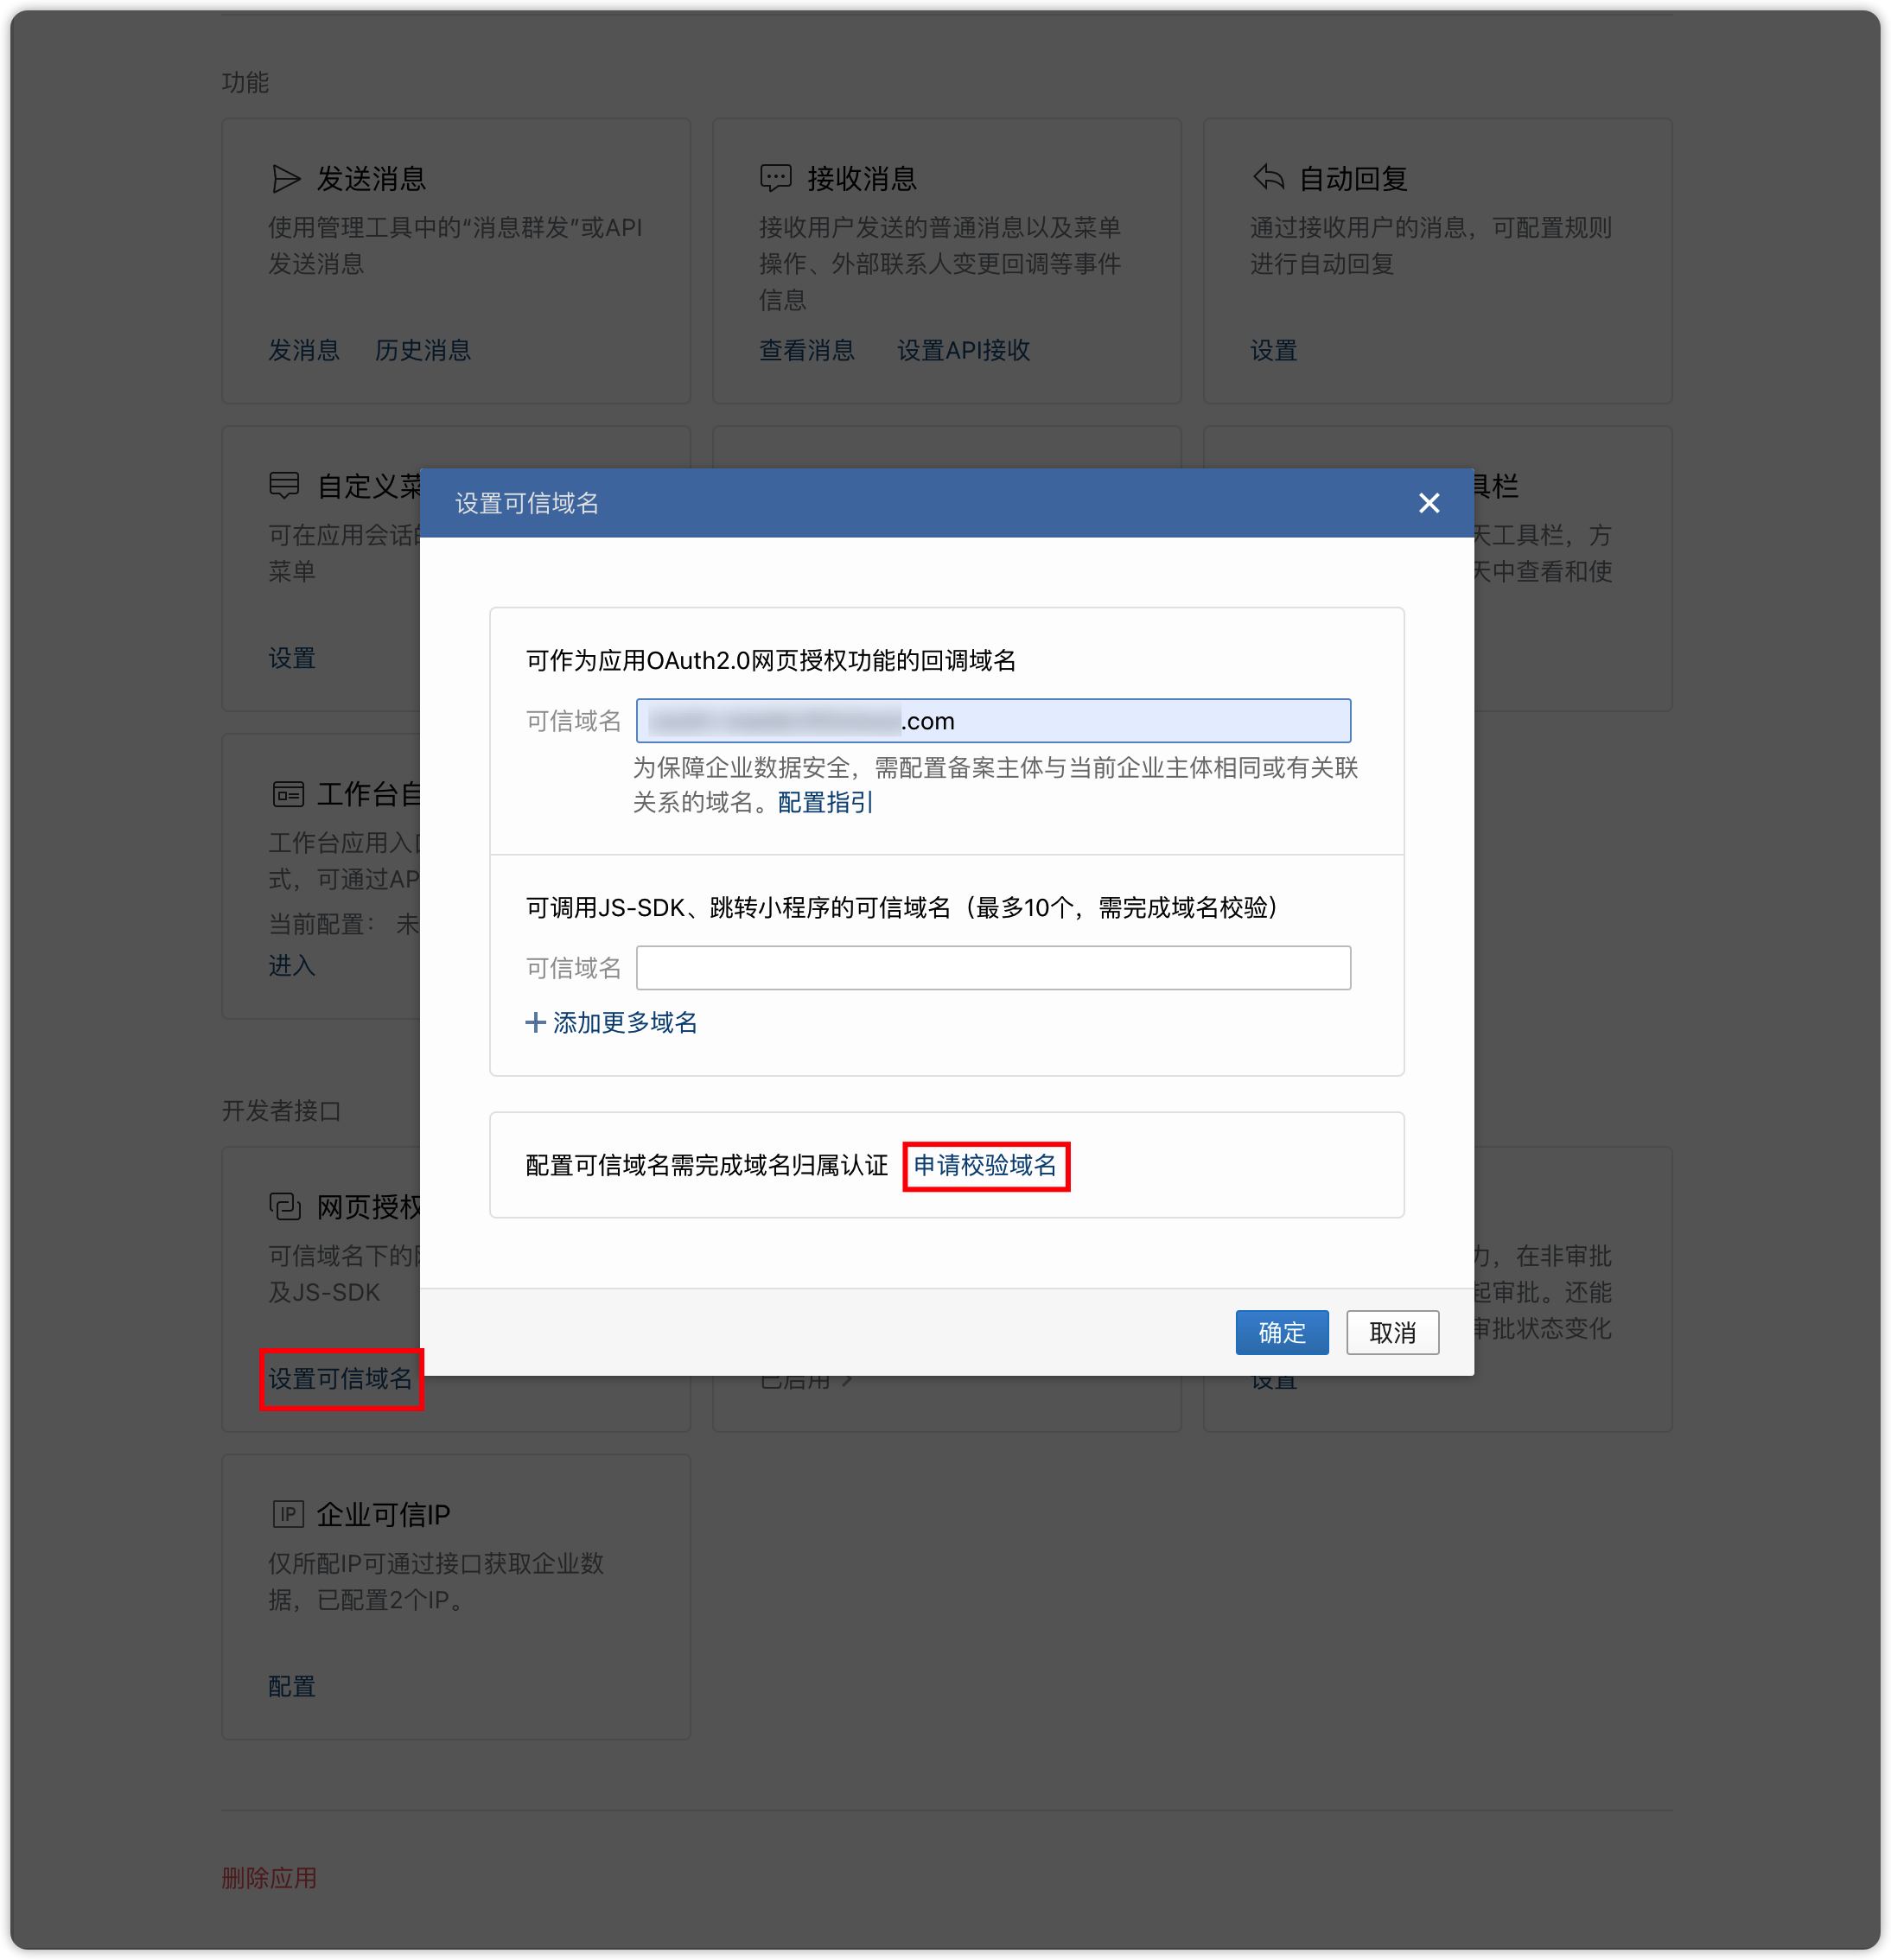 功能
发送消息
使用管理工具中的“消息群发”或API
发送消息
发消息 历史消息
接收消息
接收用户发送的普通消息以及菜单
操作、外部联系人变更回调等事件
信息
查看消息 设置API接收
自动回复
通过接收用户的消息，可配置规则
进行自动回复
设置
自定义菜
可在应用会话
菜单
设置
具栏
天工具栏，方
天中查看和使
工作台自
工作台应用入
式，可通过AP
当前配置： 未
进入
设置可信域名
可作为应用OAuth2.0网页授权功能的回调域名
可信域名 .com
为保障企业数据安全，需配置备案主体与当前企业主体相同或有关联
关系的域名。配置指引
可调用JS-SDK、跳转小程序的可信域名（最多10个，需完成域名校验）
可信域名
添加更多域名
配置可信域名需完成域名归属认证 申请校验域名
确定 取消
开发者接口
网页授权
可信域名下的
及JS-SDK
设置可信域名
已启用
，在非审批
起审批。还能
审批状态变化
设置
IP 企业可信IP
仅所配IP可通过接口获取企业数
据，已配置2个IP。
配置
删除应用